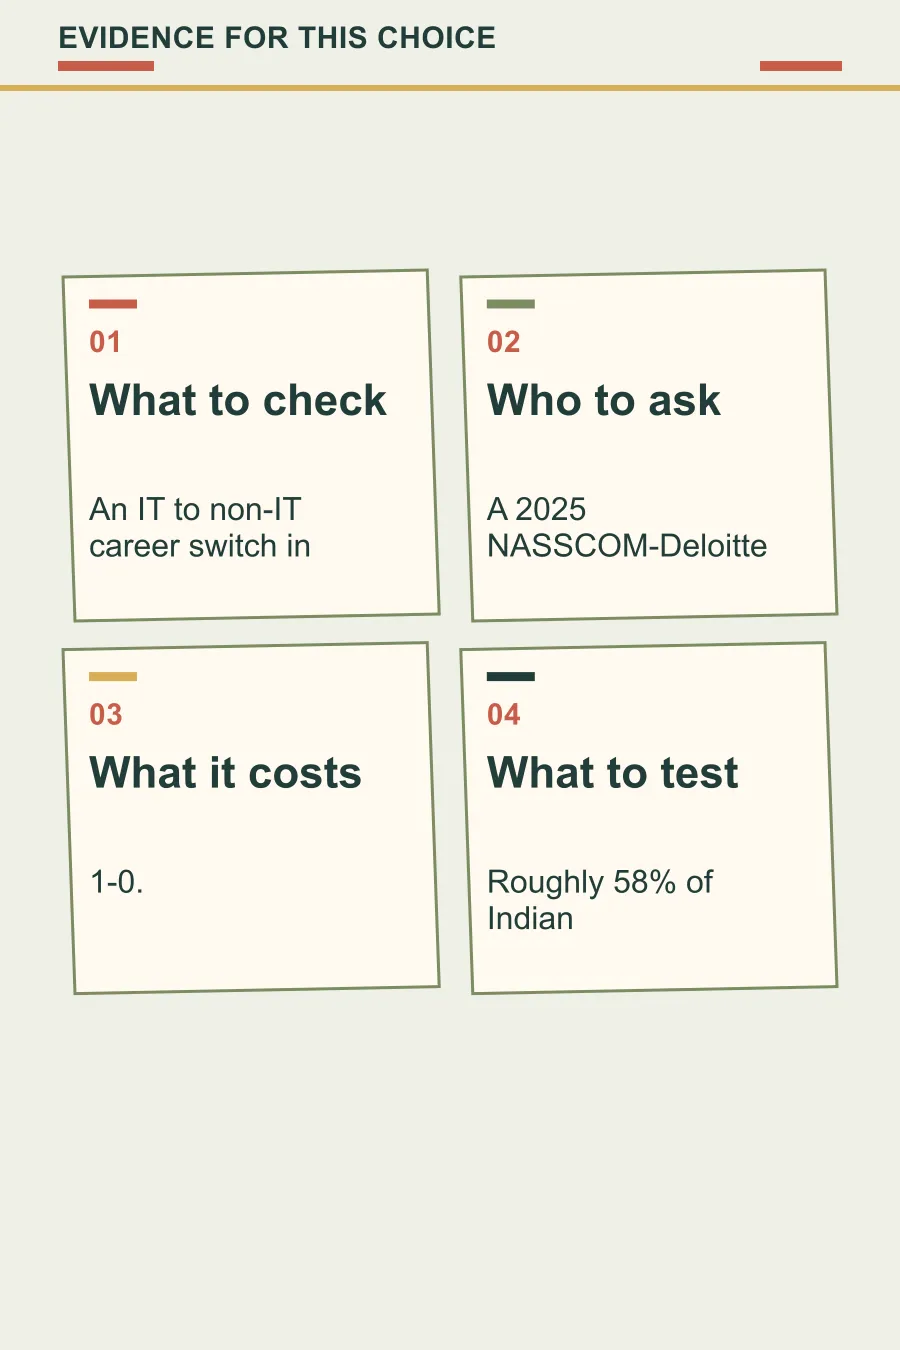 EVIDENCE FOR THIS CHOICE
01
What to check
An IT to non-IT
career switch in
02
Who to ask
A 2025
NASSCOM-Deloitte
03
What it costs
1-0.
04
What to test
Roughly 58% of
Indian